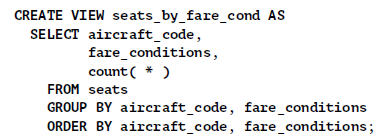 CREATE VIEW seats_by_fare_cond AS
SELECT aircraft_code,
fare_conditions,
count( * )
FROM seats
GROUP BY aircraft_code, fare_conditions
ORDER BY aircraft_code, fare_conditions;